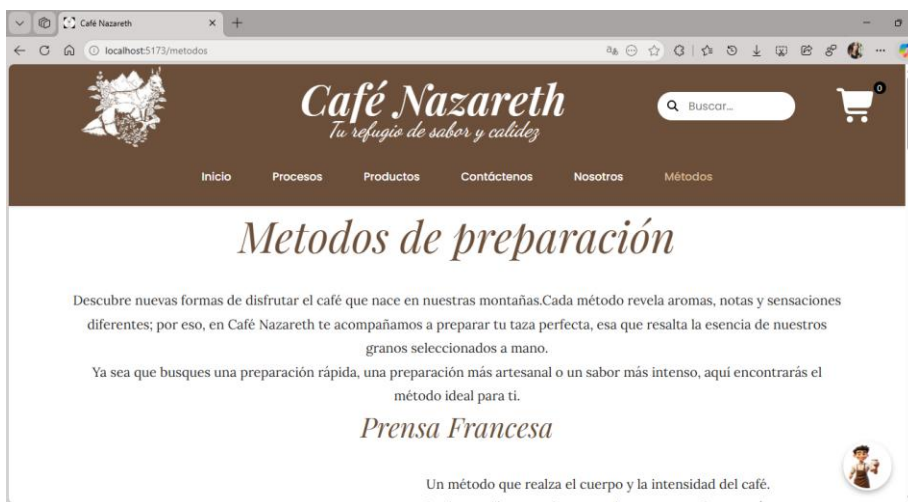 Café Nazareth
localhost:5173/metodos
Café Nazareth
Tu refugio de sabor y calidez
Buscar...
0
Inicio Procesos Productos Contáctenos Nosotros Métodos
Metodos de preparación
Descubre nuevas formas de disfrutar el café que nace en nuestras montañas.Cada método revela aromas, notas y sensaciones
diferentes; por eso, en Café Nazareth te acompañamos a preparar tu taza perfecta, esa que resalta la esencia de nuestros
granos seleccionados a mano.
Ya sea que busques una preparación rápida, una preparación más artesanal o un sabor más intenso, aquí encontrarás el
método ideal para ti.
Prensa Francesa
Un método que realza el cuerpo y la intensidad del café.